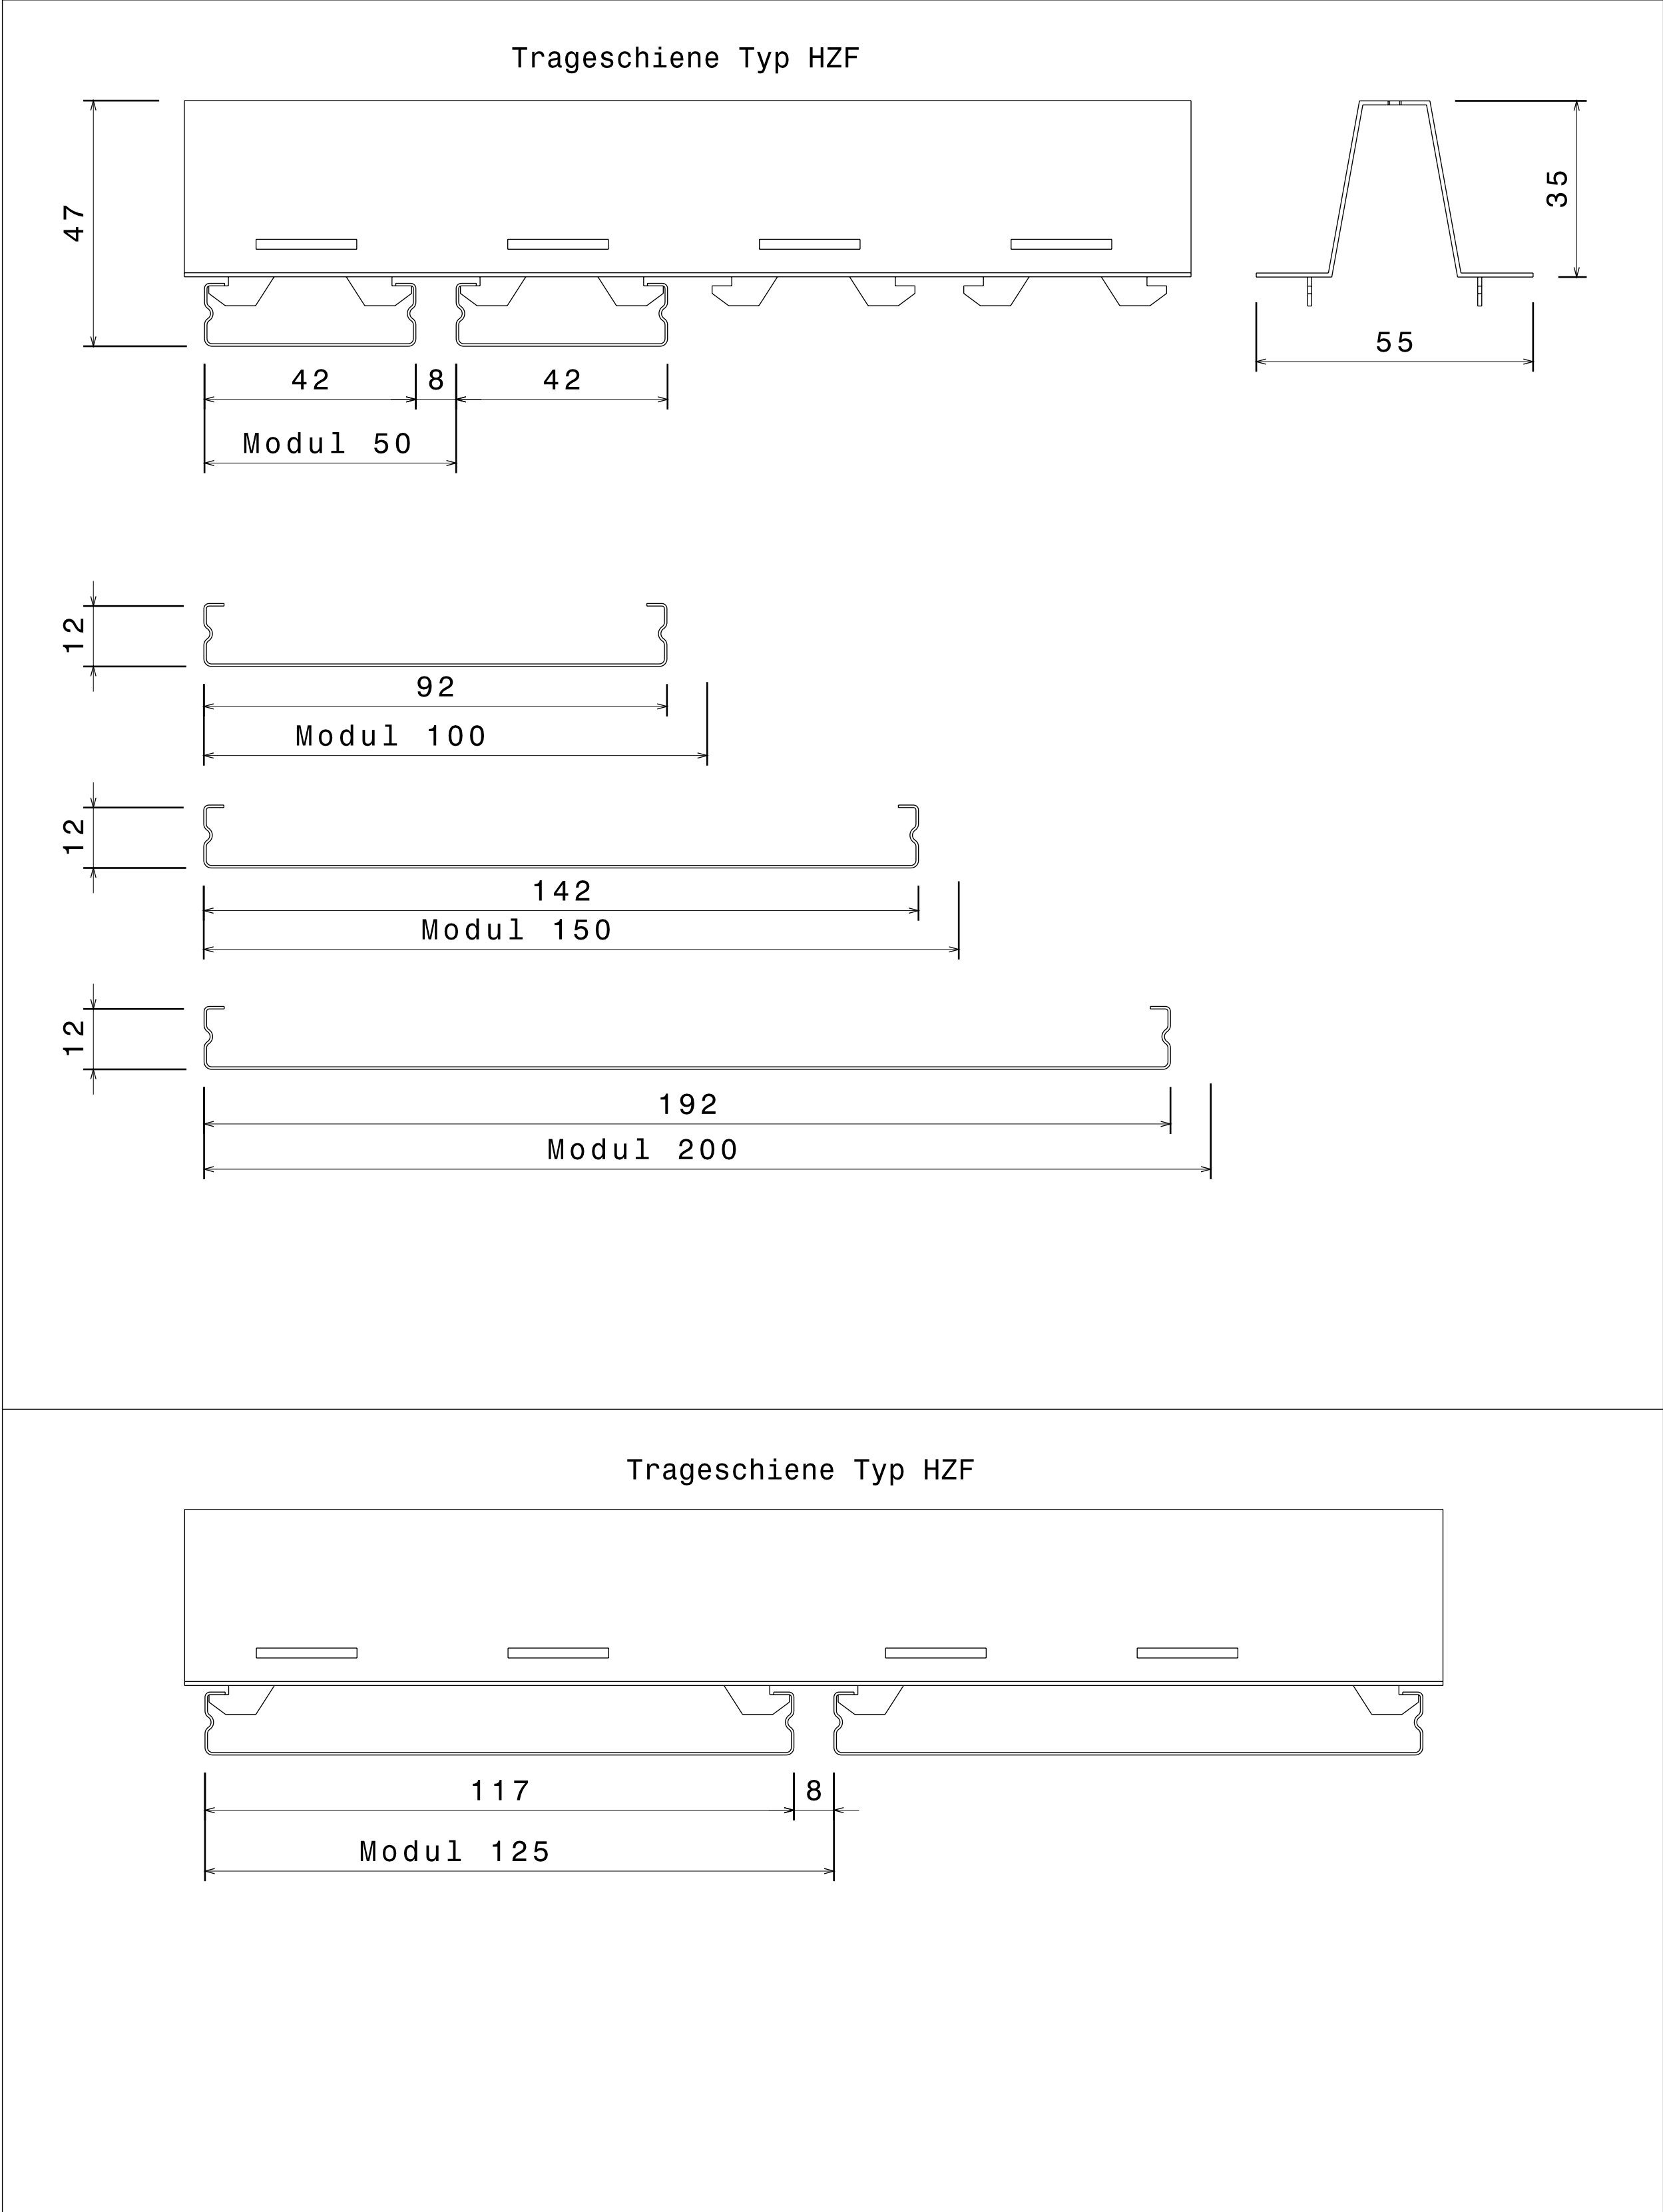 Trageschiene Typ HZF
47
35
55
42 8 42
Modul 50
12
92
Modul 100
12
142
Modul 150
12
192
Modul 200
Trageschiene Typ HZF
117 8
Modul 125